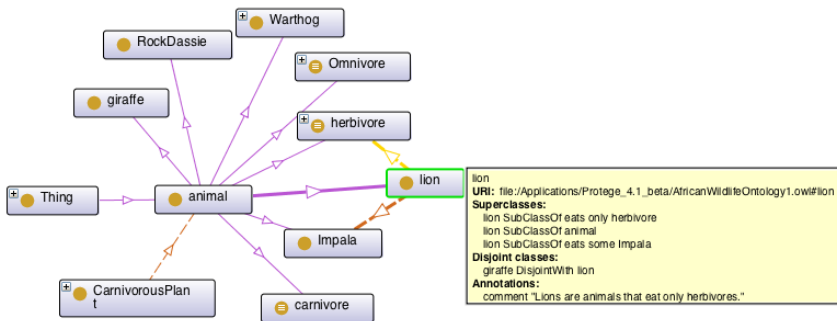 Warthog
RockDassie
Omnivore
giraffe
herbivore
lion
Thing
animal
Impala
CarnivorousPlan
t
carnivore
lion
URI: file:/Applications/Protege_4.1_beta/AfricanWildlifeOntology1.owl#lion
Superclasses:
lion SubClassOf eats only herbivore
lion SubClassOf animal
lion SubClassOf eats some Impala
Disjoint classes:
giraffe DisjointWith lion
Annotations:
comment "Lions are animals that eat only herbivores."